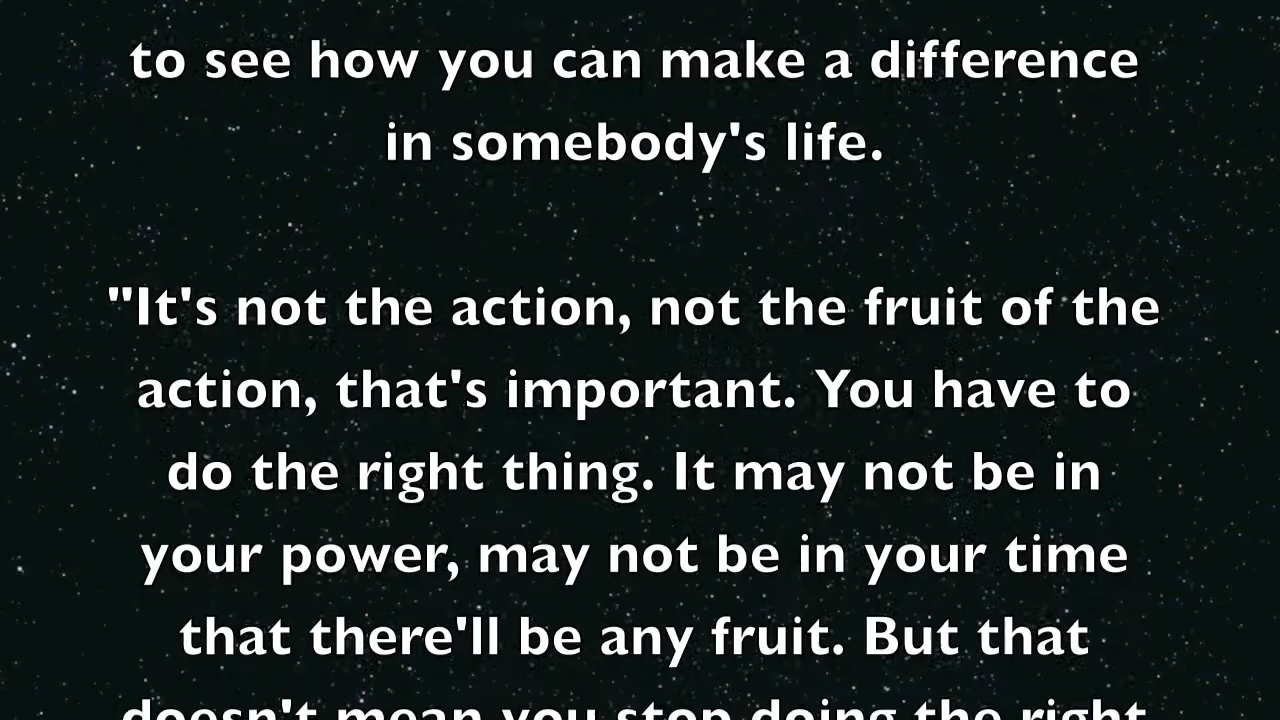 to see how you can make a difference
in somebody's life.
"It's not the action, not the fruit of the
action, that's important. You have to
do the right thing. It may not be in
your power, may not be in your time
that there'll be any fruit. But that
doesn't mean you stop doing the right